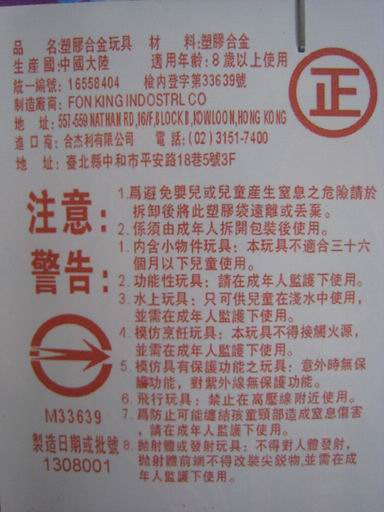 品 名:塑膠合金玩具 材 料:塑膠合金
生 產 國:中國大陸 適用年齡:8歲以上使用
統一編號: 16558404 檢內登字第33639號
製造廠商: FON KING INDOSTRL CO
地 址: 557-559 NATHAN RD, 16/F, BLOCK B, KOWLOON, HONG KONG
進 口 商:合杰利有限公司 電 話:(02)3151-7400
地 址: 臺北縣中和市平安路18巷5號3F
正
注意:
1.爲避免嬰兒或兒童産生窒息之危險請於
拆卸後將此塑膠袋遠離或丟棄。
2.係須由成年人拆開包裝後使用。
警告:
1.內含小物件玩具: 本玩具不適合三十六
個月以下兒童使用。
2.功能性玩具: 請在成年人監護下使用。
3.水上玩具: 只可供兒童在淺水中使用,
並需在成年人監護下使用。
4.模仿烹飪玩具: 本玩具不得接觸火源,
並需在成年人監護下使用。
5.模仿具有保護功能之玩具: 意外時無保
功能, 對紫外線無保護功能。
6.飛行玩具: 禁止在高壓線附近使用。
7.爲防止可能纏結孩童頸部造成窒息傷害
, 請在成年人監護下使用。
8.拋射體或發射玩具: 不得對人體發射,
拋射體前端不得改裝尖銳物, 並需在成
年人監護下使用。
M33639
製造日期或批號
1308001